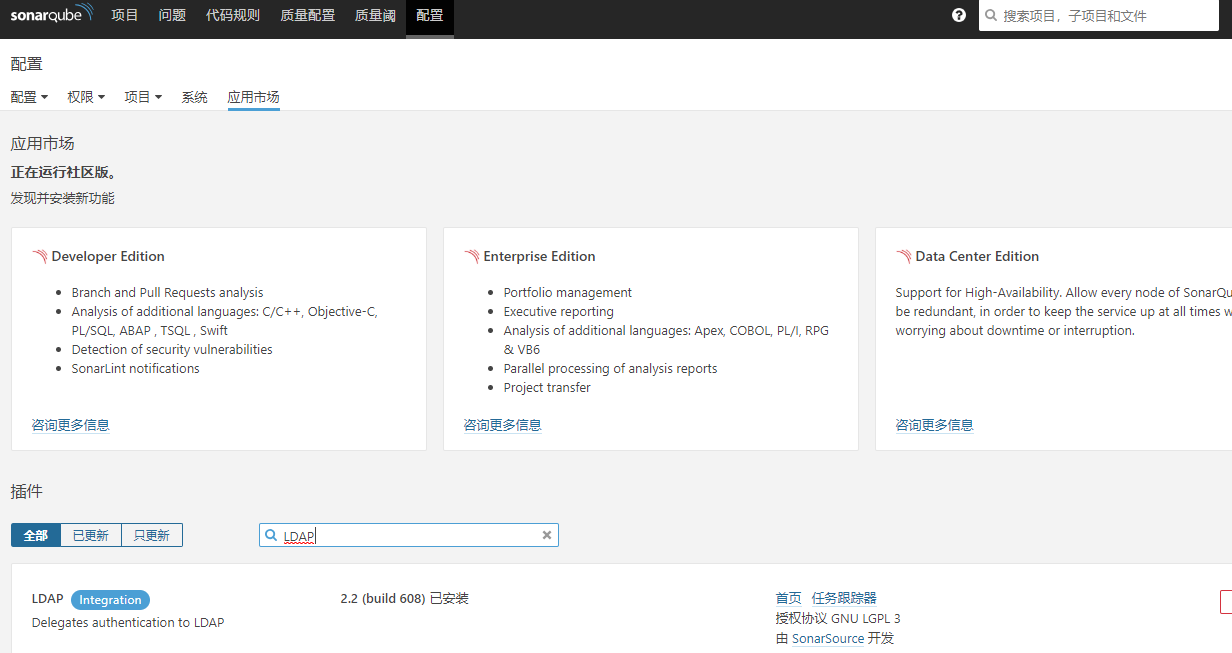 sonarqube 项目 问题 代码规则 质量配置 质量阈 配置 搜索项目，子项目和文件
配置
配置 权限 项目 系统 应用市场
应用市场
正在运行社区版。
发现并安装新功能
Developer Edition
Branch and Pull Requests analysis
Analysis of additional languages: C/C++, Objective-C,
PL/SQL, ABAP , TSQL , Swift
Detection of security vulnerabilities
SonarLint notifications
咨询更多信息
Enterprise Edition
Portfolio management
Executive reporting
Analysis of additional languages: Apex, COBOL, PL/I, RPG
& VB6
Parallel processing of analysis reports
Project transfer
咨询更多信息
Data Center Edition
Support for High-Availability. Allow every node of SonarQu
be redundant, in order to keep the service up at all times w
worrying about downtime or interruption.
咨询更多信息
插件
全部 已更新 只更新 LDAP
LDAP Integration 2.2 (build 608) 已安装 首页 任务跟踪器
Delegates authentication to LDAP 授权协议 GNU LGPL 3
由 SonarSource 开发